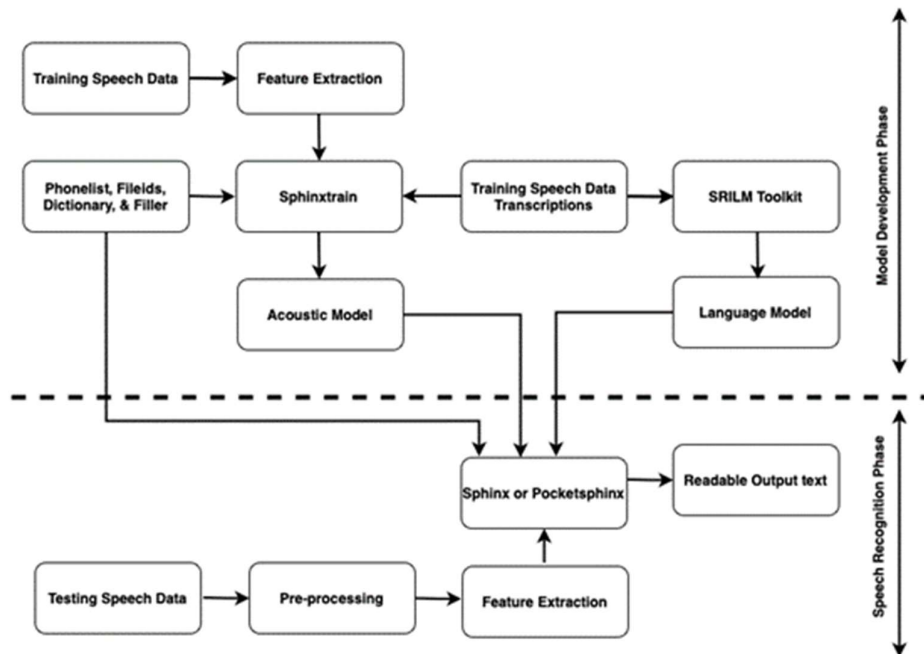 Training Speech Data
Feature Extraction
Phonelist, Fileids,
Dictionary, & Filler
Sphinxtrain
Training Speech Data
Transcriptions
SRILM Toolkit
Acoustic Model
Language Model
Model Development Phase
Sphinx or Pocketsphinx
Readable Output text
Testing Speech Data
Pre-processing
Feature Extraction
Speech Recognition Phase